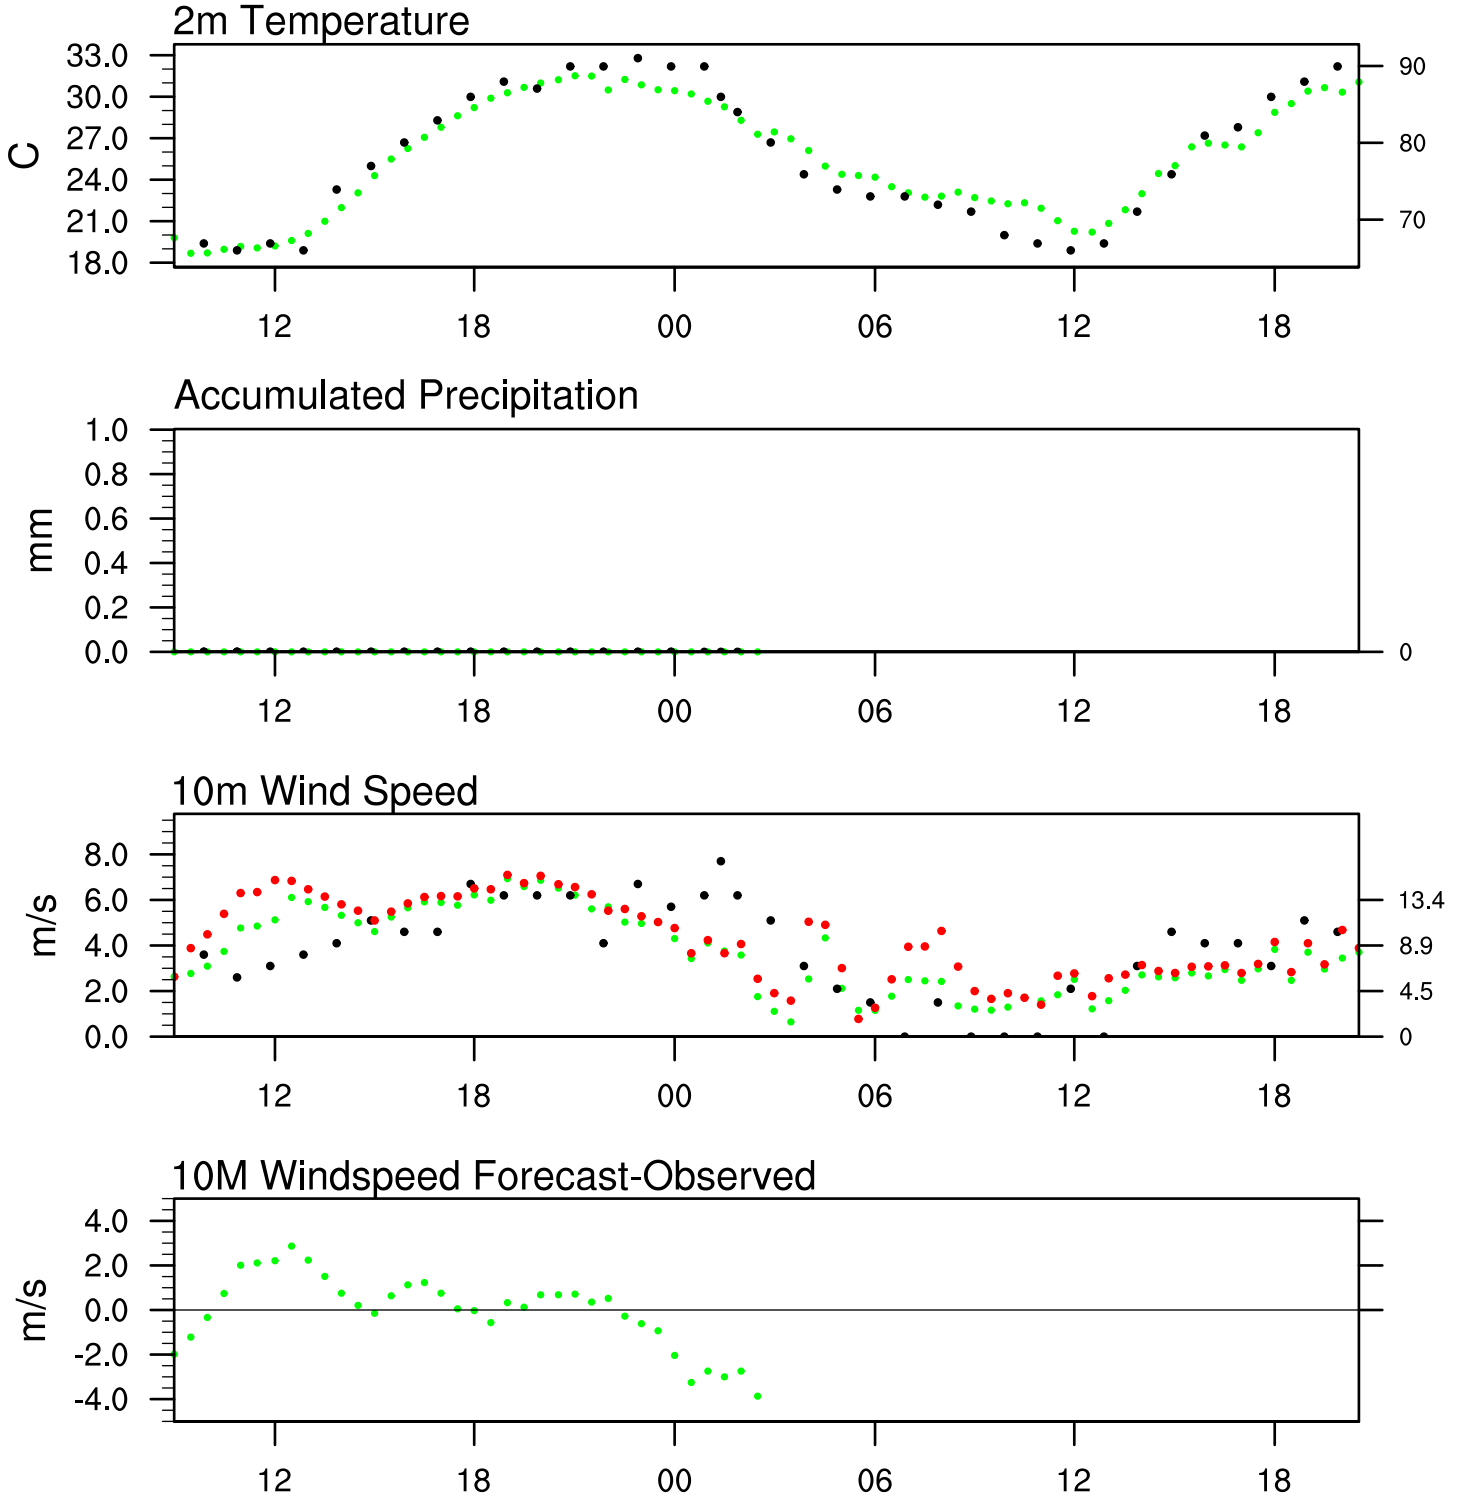 2m Temperature
33.0
30.0
27.0
24.0
21.0
18.0
C
90
80
70
12 18 00 06 12 18
Accumulated Precipitation
1.0
0.8
0.6
0.4
0.2
0.0
mm
0
12 18 00 06 12 18
10m Wind Speed
8.0
6.0
4.0
2.0
0.0
m/s
13.4
8.9
4.5
0
12 18 00 06 12 18
10M Windspeed Forecast-Observed
4.0
2.0
0.0
-2.0
-4.0
m/s
12 18 00 06 12 18